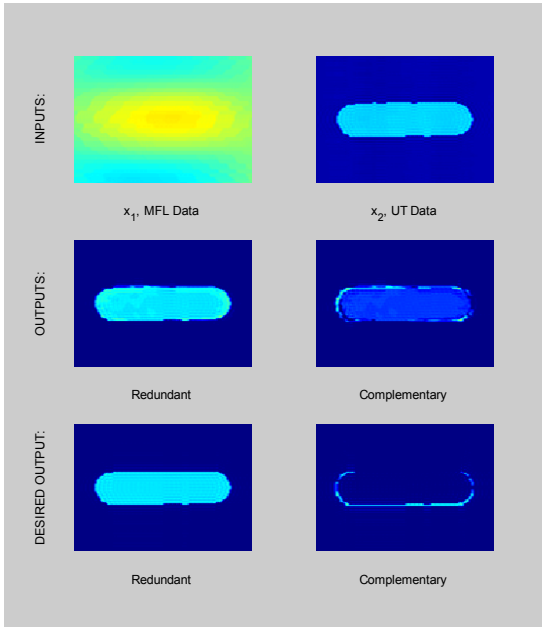 INPUTS:
x1, MFL Data
x2, UT Data
OUTPUTS:
Redundant
Complementary
DESIRED OUTPUT:
Redundant
Complementary